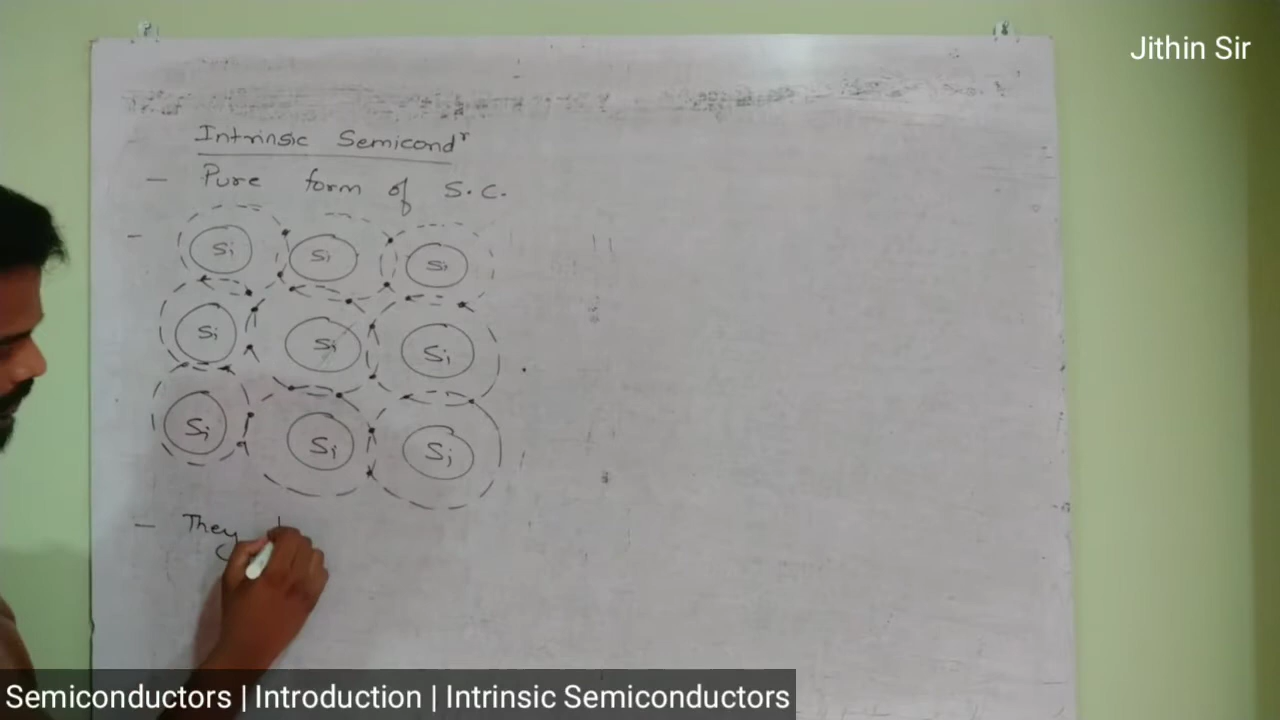 Jithin Sir
Intrinsic Semicondr
— Pure form of S.C.
— Si Si Si
Si Si Si
Si Si Si
— They
Semiconductors | Introduction | Intrinsic Semiconductors